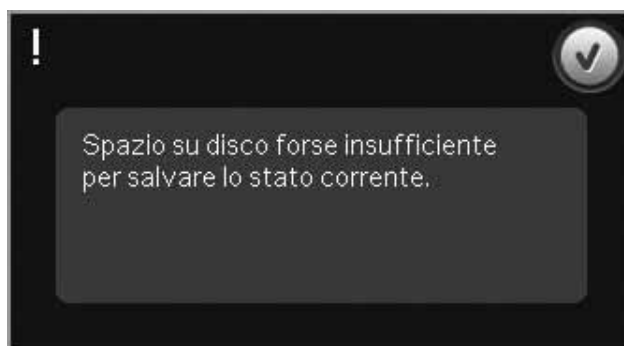 !
Spazio su disco forse insufficiente
per salvare lo stato corrente.